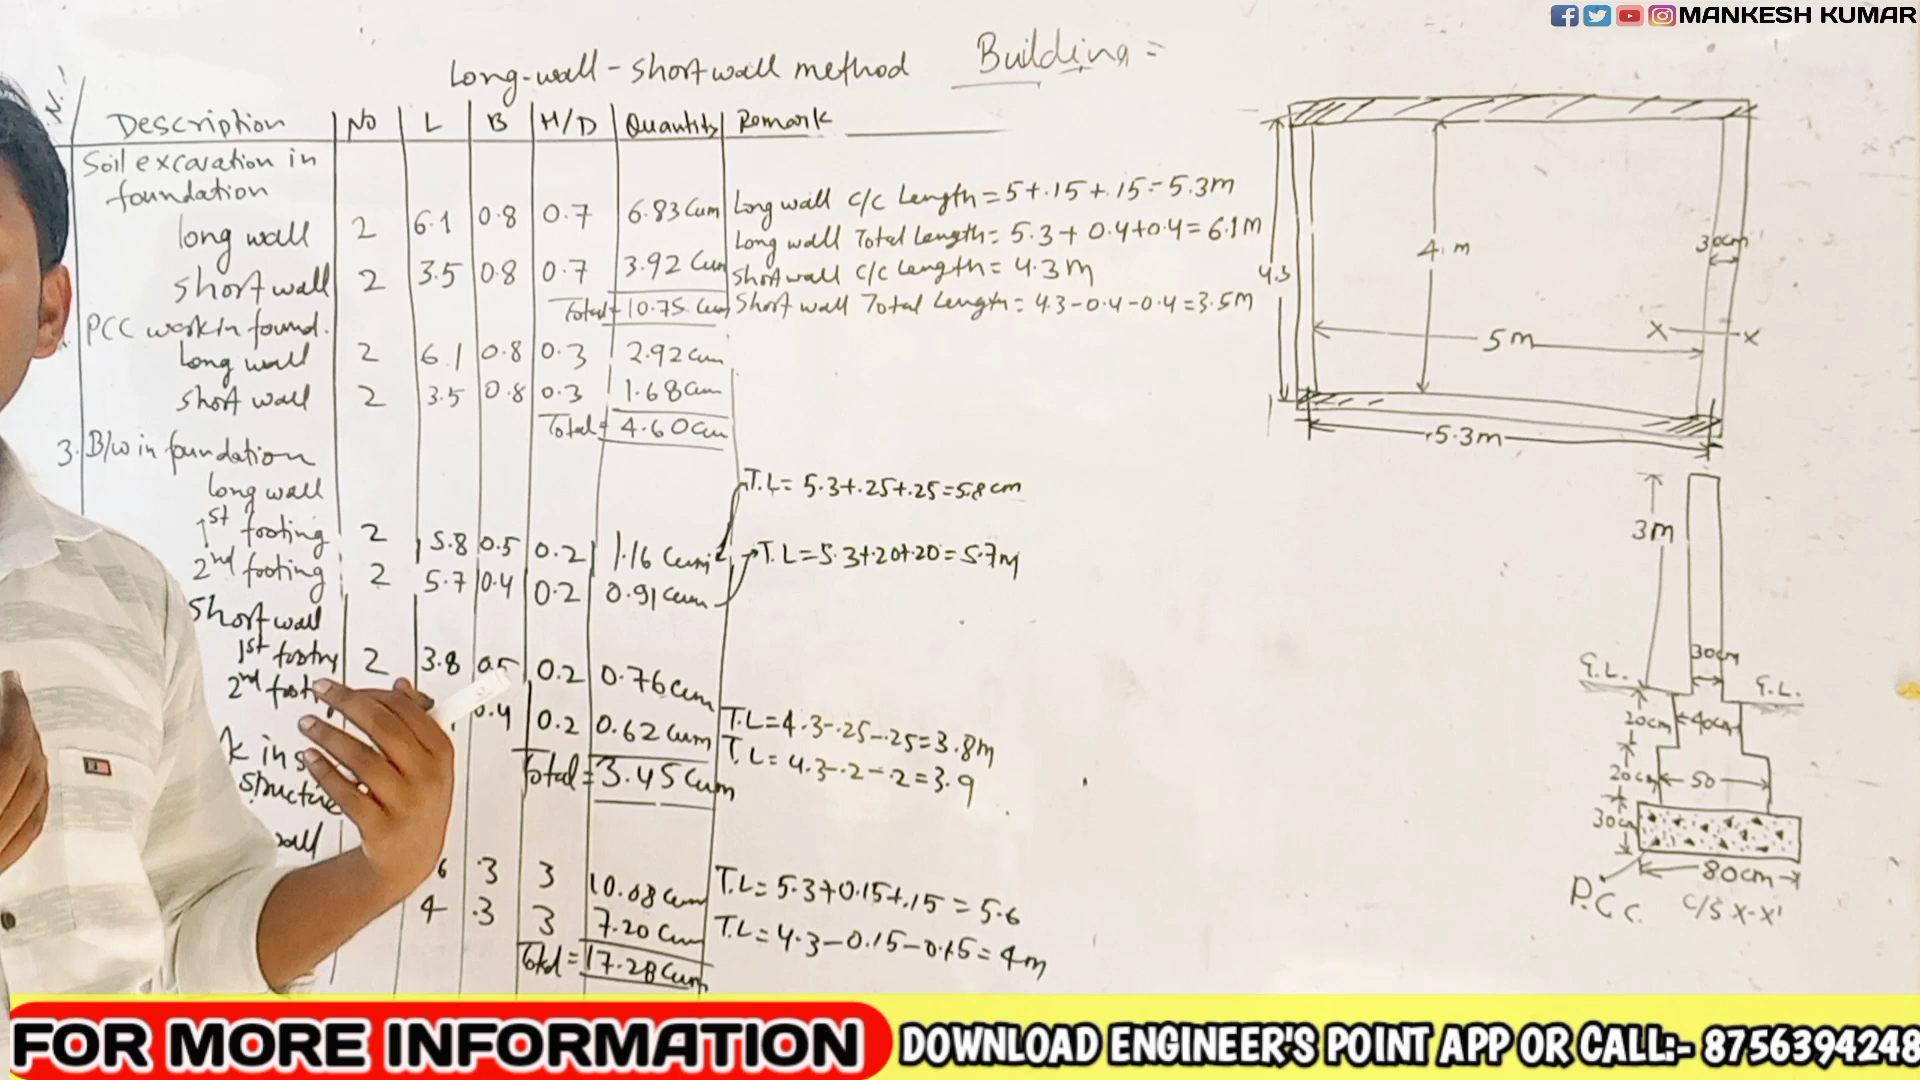 MANKESH KUMAR
Long-wall-short wall method Building =
Description No L B H/D Quantity Remark
Soil excavation in
foundation
long wall 2 6.1 0.8 0.7 6.83 Cum
short wall 2 3.5 0.8 0.7 3.92 Cum
Total = 10.75 Cum
Long wall c/c Length = 5+.15+.15=5.3m
Long wall Total Length= 5.3+ 0.4+0.4=6.1M
Short wall c/c Length = 4.3m
Short wall Total Length = 4.3-0.4-0.4=3.5m
PCC work in found.
Long wall 2 6.1 0.8 0.3 2.92 Cum
short wall 2 3.5 0.8 0.3 1.68 Cum
Total = 4.60 Cum
3. B/w in foundation
long wall
1st footing 2 5.8 0.5 0.2 1.16 Cum
2nd footing 2 5.7 0.4 0.2 0.91 Cum
T.L= 5.3+.25+.25=5.8cm
T.L=5.3+.20+.20=5.7m
Short wall
1st footing 2 3.8 0.5 0.2 0.76 Cum
2nd footi 0.4 0.2 0.62 Cum
Total = 3.45 Cum
T.L=4.3-.25-.25=3.8m
T.L= 4.3-.2-.2=3.9
k in s
structure
wall
6 .3 3 10.08 Cum
4 .3 3 7.20 Cum
Total = 17.28 Cum
T.L= 5.3+0.15+.15 = 5.6
T.L= 4.3-0.15-0.15=4m
4. m
30cm
4.3
5m
X X
5.3m
3m
30cm
G.L. G.L.
20cm 40cm
20cm 50
30cm
80cm
P.C.C.
C/S X-X'
FOR MORE INFORMATION DOWNLOAD ENGINEER'S POINT APP OR CALL:- 8756394248